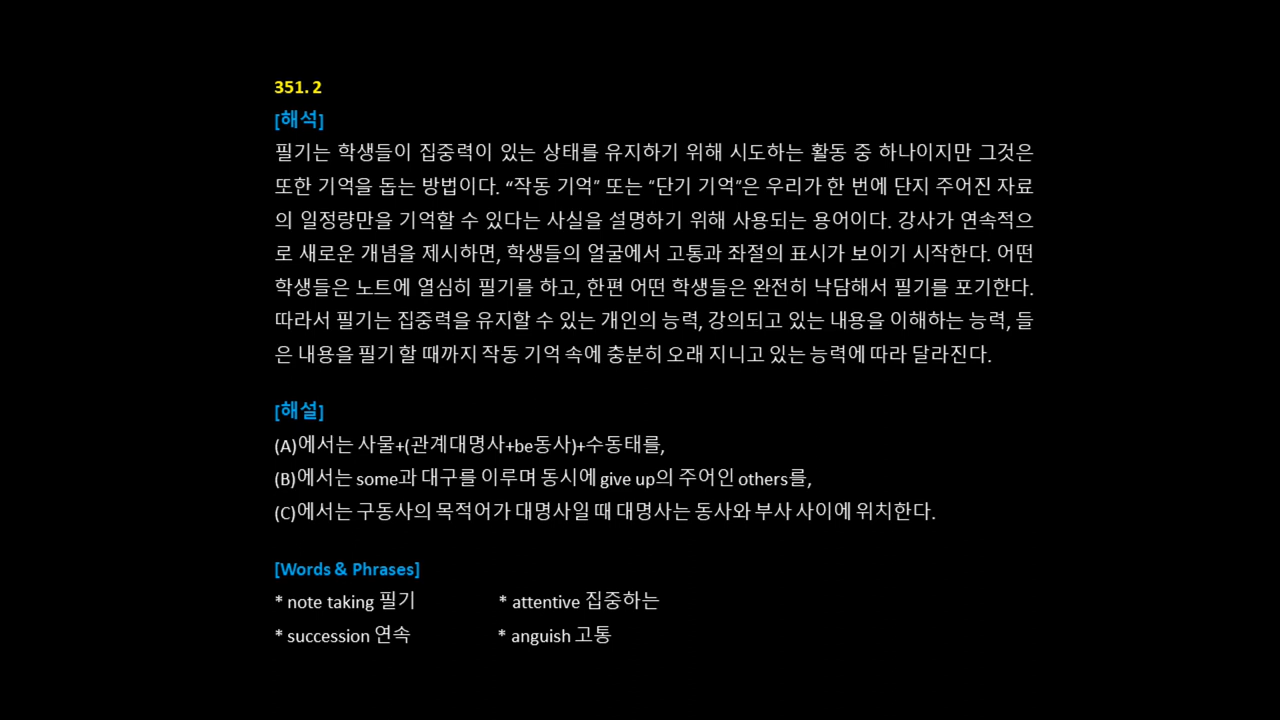 351. 2
[해석]
필기는 학생들이 집중력이 있는 상태를 유지하기 위해 시도하는 활동 중 하나이지만 그것은
또한 기억을 돕는 방법이다. “작동 기억” 또는 “단기 기억”은 우리가 한 번에 단지 주어진 자료
의 일정량만을 기억할 수 있다는 사실을 설명하기 위해 사용되는 용어이다. 강사가 연속적으
로 새로운 개념을 제시하면, 학생들의 얼굴에서 고통과 좌절의 표시가 보이기 시작한다. 어떤
학생들은 노트에 열심히 필기를 하고, 한편 어떤 학생들은 완전히 낙담해서 필기를 포기한다.
따라서 필기는 집중력을 유지할 수 있는 개인의 능력, 강의되고 있는 내용을 이해하는 능력, 들
은 내용을 필기 할 때까지 작동 기억 속에 충분히 오래 지니고 있는 능력에 따라 달라진다.
[해설]
(A)에서는 사물+(관계대명사+be동사)+수동태를,
(B)에서는 some과 대구를 이루며 동시에 give up의 주어인 others를,
(C)에서는 구동사의 목적어가 대명사일 때 대명사는 동사와 부사 사이에 위치한다.
[Words & Phrases]
* note taking 필기 * attentive 집중하는
* succession 연속 * anguish 고통